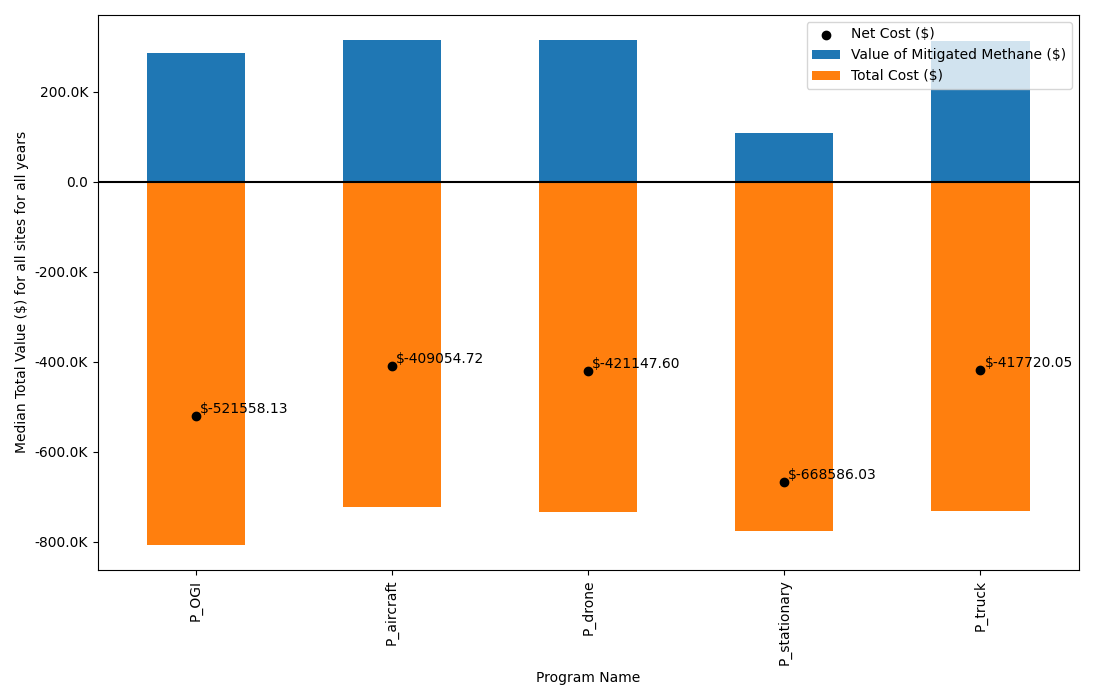 Net Cost ($)
Value of Mitigated Methane ($)
Total Cost ($)
Median Total Value ($) for all sites for all years
200.0K
0.0
-200.0K
-400.0K
-600.0K
-800.0K
$-521558.13
$-409054.72
$-421147.60
$-668586.03
$-417720.05
P_OGI
P_aircraft
P_drone
P_stationary
P_truck
Program Name